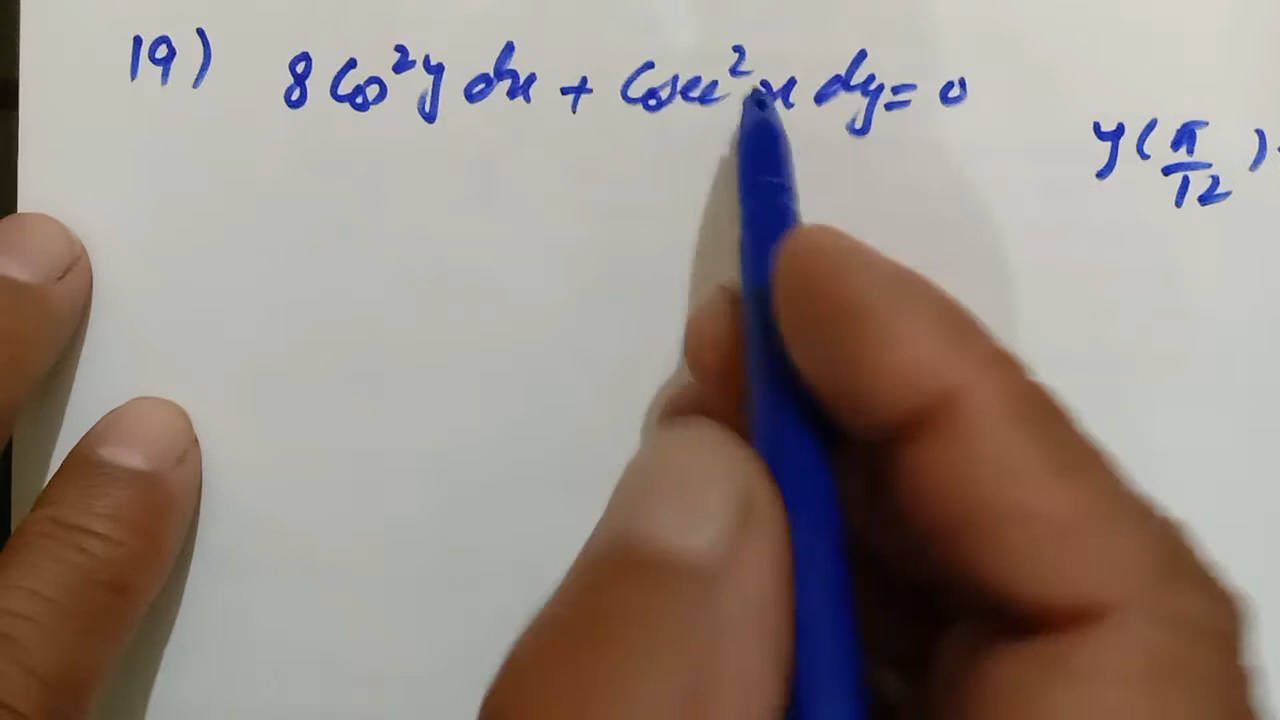 19) 8 Cos²y dx + Cosec²x dy = 0
y(π/12) =